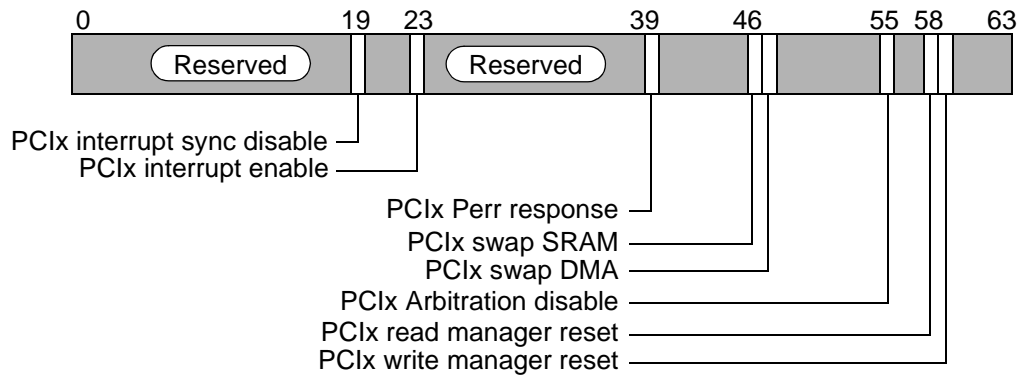 0 19 23 39 46 55 58 63
Reserved Reserved
PCIx interrupt sync disable
PCIx interrupt enable
PCIx Perr response
PCIx swap SRAM
PCIx swap DMA
PCIx Arbitration disable
PCIx read manager reset
PCIx write manager reset